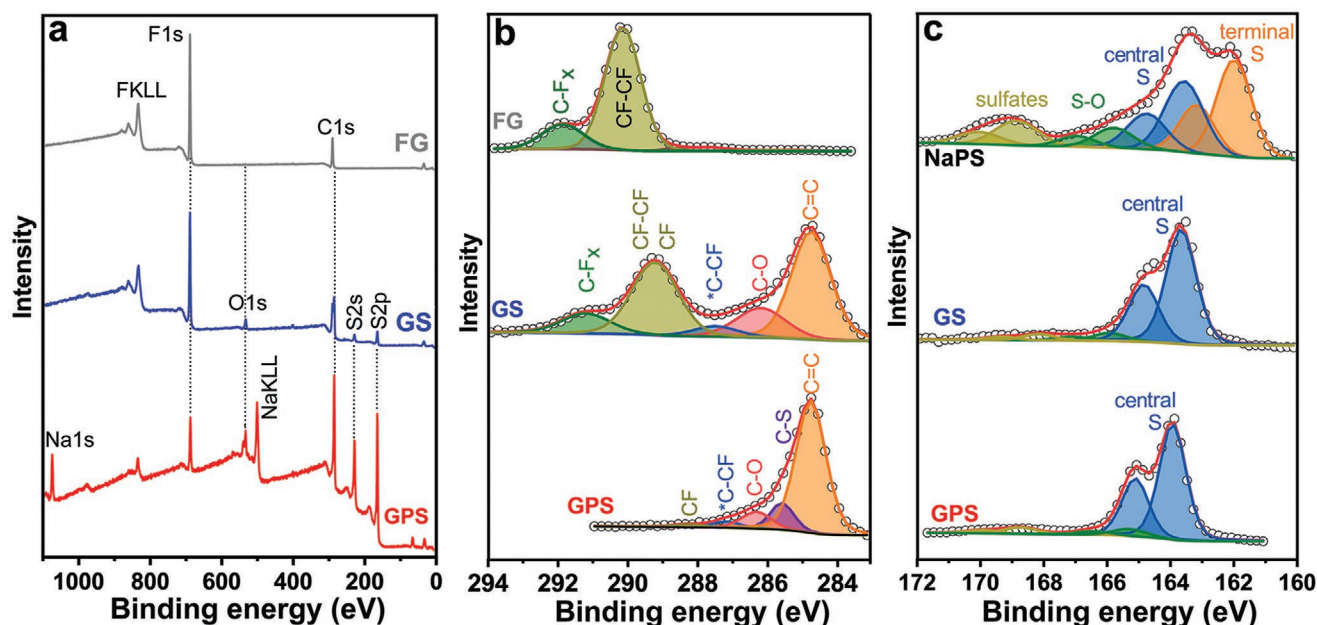 a
F1s
FKLL
C1s
FG
O1s
S2s
S2p
GS
NaKLL
Na1s
GPS
Intensity
1000
800
600
400
200
0
Binding energy (eV)
b
C-Fx
CF-CF
FG
C-Fx
CF-CF
CF
*C-CF
C-O
C=C
GS
CF
*C-CF
C-O
C-S
C=C
GPS
Intensity
294
292
290
288
286
284
Binding energy (eV)
c
terminal
S
central
S
S-O
sulfates
NaPS
central
S
GS
central
S
GPS
Intensity
172
170
168
166
164
162
160
Binding energy (eV)